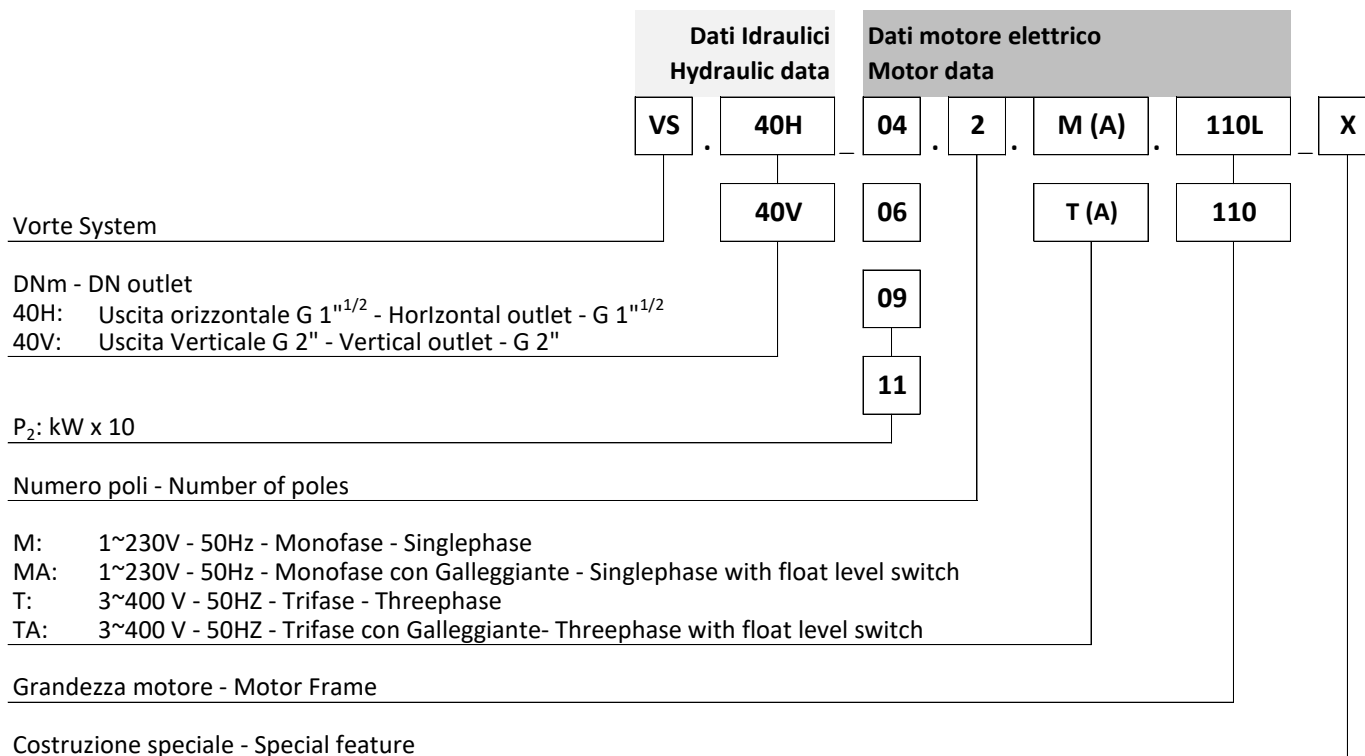 Dati Idraulici Dati motore elettrico
Hydraulic data Motor data
VS . 40H _ 04 . 2 . M (A) . 110L _ X
40V 06 T (A) 110
Vorte System
DNm - DN outlet
09
40H: Uscita orizzontale G 1"1/2 - HorIzontal outlet - G 1"1/2
40V: Uscita Verticale G 2" - Vertical outlet - G 2"
11
P2: kW x 10
Numero poli - Number of poles
M: 1~230V - 50Hz - Monofase - Singlephase
MA: 1~230V - 50Hz - Monofase con Galleggiante - Singlephase with float level switch
T: 3~400 V - 50HZ - Trifase - Threephase
TA: 3~400 V - 50HZ - Trifase con Galleggiante- Threephase with float level switch
Grandezza motore - Motor Frame
Costruzione speciale - Special feature